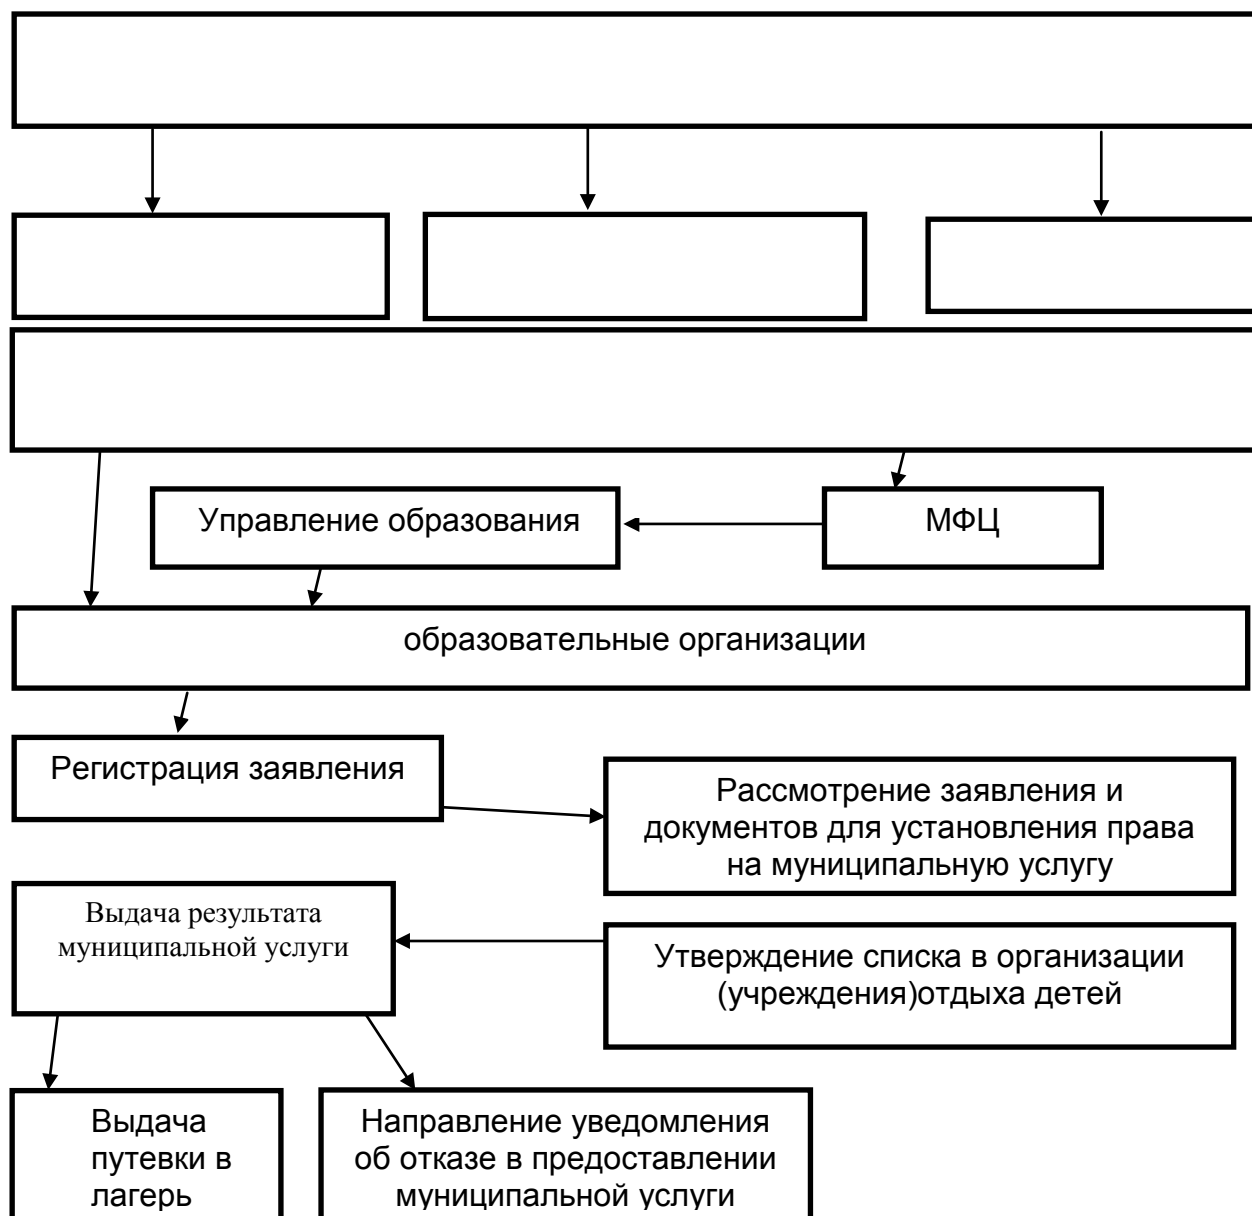 Управление образования
МФЦ
образовательные организации
Регистрация заявления
Рассмотрение заявления и
документов для установления права
на муниципальную услугу
Выдача результата
муниципальной услуги
Утверждение списка в организации
(учреждения)отдыха детей
Выдача
путевки в
лагерь
Направление уведомления
об отказе в предоставлении
муниципальной услуги